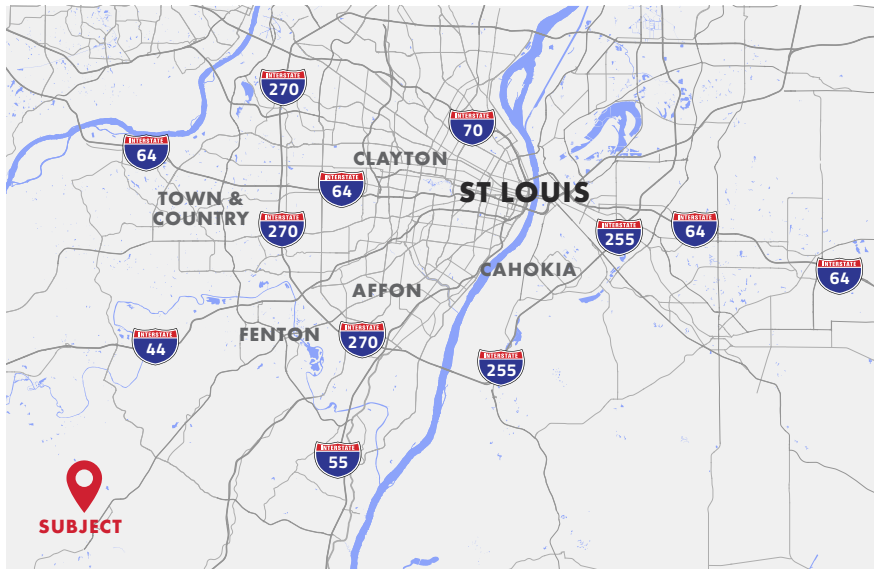 INTERSTATE
270
INTERSTATE
70
INTERSTATE
64
CLAYTON
INTERSTATE
64
ST LOUIS
TOWN &
COUNTRY
INTERSTATE
270
INTERSTATE
255
INTERSTATE
64
CAHOKIA
INTERSTATE
64
AFFON
FENTON
INTERSTATE
270
INTERSTATE
44
INTERSTATE
255
INTERSTATE
55
SUBJECT